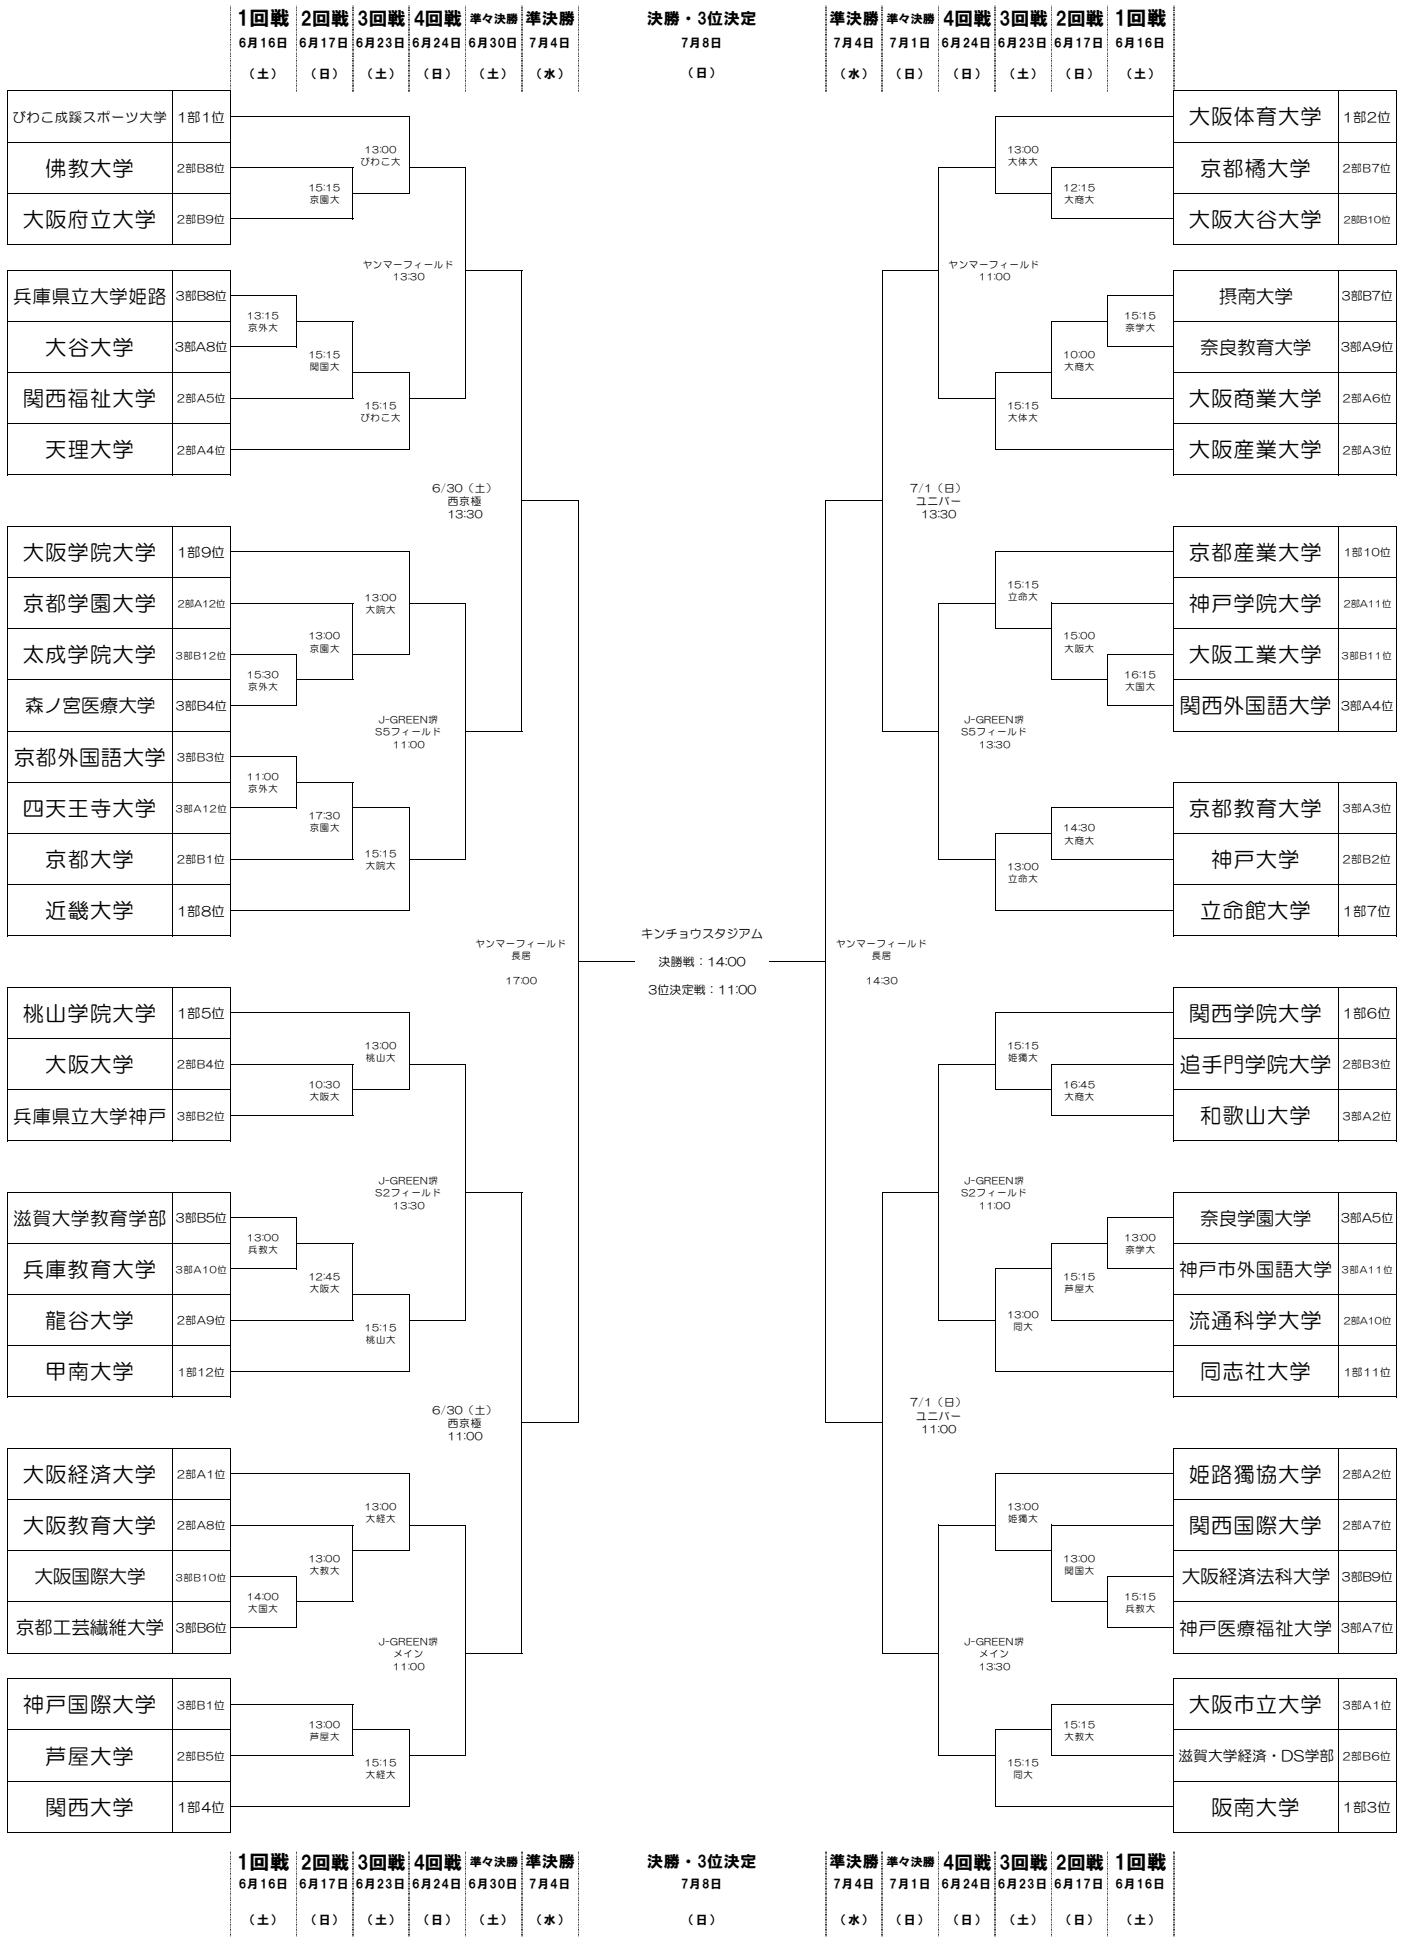 1回戦 2回戦 3回戦 4回戦 準々決勝 準決勝 決勝・3位決定 準決勝 準々決勝 4回戦 3回戦 2回戦 1回戦
6月16日 6月17日 6月23日 6月24日 6月30日 7月4日 7月8日 7月4日 7月1日 6月24日 6月23日 6月17日 6月16日
（土） （日） （土） （日） （土） （水） （日） （水） （日） （日） （土） （日） （土）
びわこ成蹊スポーツ大学 1部1位
佛教大学 2部B8位
大阪府立大学 2部B9位
13:00
びわこ大
15:15
京園大
ヤンマーフィールド
13:30
兵庫県立大学姫路 3部B8位
大谷大学 3部A8位
関西福祉大学 2部A5位
天理大学 2部A4位
13:15
京外大
15:15
関国大
15:15
びわこ大
6/30（土）
西京極
13:30
大阪学院大学 1部9位
京都学園大学 2部A12位
太成学院大学 3部B12位
森ノ宮医療大学 3部B4位
京都外国語大学 3部B3位
四天王寺大学 3部A12位
京都大学 2部B1位
近畿大学 1部8位
13:00
大院大
13:00
京園大
15:30
京外大
J-GREEN堺
S5フィールド
11:00
11:00
京外大
17:30
京園大
15:15
大院大
ヤンマーフィールド
長居
17:00
桃山学院大学 1部5位
大阪大学 2部B4位
兵庫県立大学神戸 3部B2位
13:00
桃山大
10:30
大阪大
J-GREEN堺
S2フィールド
13:30
滋賀大学教育学部 3部B5位
兵庫教育大学 3部A10位
龍谷大学 2部A9位
甲南大学 1部12位
13:00
兵教大
12:45
大阪大
15:15
桃山大
6/30（土）
西京極
11:00
大阪経済大学 2部A1位
大阪教育大学 2部A8位
大阪国際大学 3部B10位
京都工芸繊維大学 3部B6位
13:00
大経大
13:00
大教大
14:00
大国大
J-GREEN堺
メイン
11:00
神戸国際大学 3部B1位
芦屋大学 2部B5位
関西大学 1部4位
13:00
芦屋大
15:15
大経大
キンチョウスタジアム
決勝戦：14:00
3位決定戦：11:00
大阪体育大学 1部2位
京都橘大学 2部B7位
大阪大谷大学 2部B10位
13:00
大体大
12:15
大商大
ヤンマーフィールド
11:00
摂南大学 3部B7位
奈良教育大学 3部A9位
大阪商業大学 2部A6位
大阪産業大学 2部A3位
15:15
奈学大
10:00
大商大
15:15
大体大
7/1（日）
ユニバー
13:30
京都産業大学 1部10位
神戸学院大学 2部A11位
大阪工業大学 3部B11位
関西外国語大学 3部A4位
15:15
立命大
15:00
大阪大
16:15
大国大
J-GREEN堺
S5フィールド
13:30
京都教育大学 3部A3位
神戸大学 2部B2位
立命館大学 1部7位
14:30
大商大
13:00
立命大
ヤンマーフィールド
長居
14:30
関西学院大学 1部6位
追手門学院大学 2部B3位
和歌山大学 3部A2位
15:15
姫獨大
16:45
大商大
J-GREEN堺
S2フィールド
11:00
奈良学園大学 3部A5位
神戸市外国語大学 3部A11位
流通科学大学 2部A10位
同志社大学 1部11位
13:00
奈学大
15:15
芦屋大
13:00
同大
7/1（日）
ユニバー
11:00
姫路獨協大学 2部A2位
関西国際大学 2部A7位
大阪経済法科大学 3部B9位
神戸医療福祉大学 3部A7位
13:00
姫獨大
13:00
関国大
15:15
兵教大
J-GREEN堺
メイン
13:30
大阪市立大学 3部A1位
滋賀大学経済・DS学部 2部B6位
阪南大学 1部3位
15:15
大教大
15:15
同大
1回戦 2回戦 3回戦 4回戦 準々決勝 準決勝 決勝・3位決定 準決勝 準々決勝 4回戦 3回戦 2回戦 1回戦
6月16日 6月17日 6月23日 6月24日 6月30日 7月4日 7月8日 7月4日 7月1日 6月24日 6月23日 6月17日 6月16日
（土） （日） （土） （日） （土） （水） （日） （水） （日） （日） （土） （日） （土）